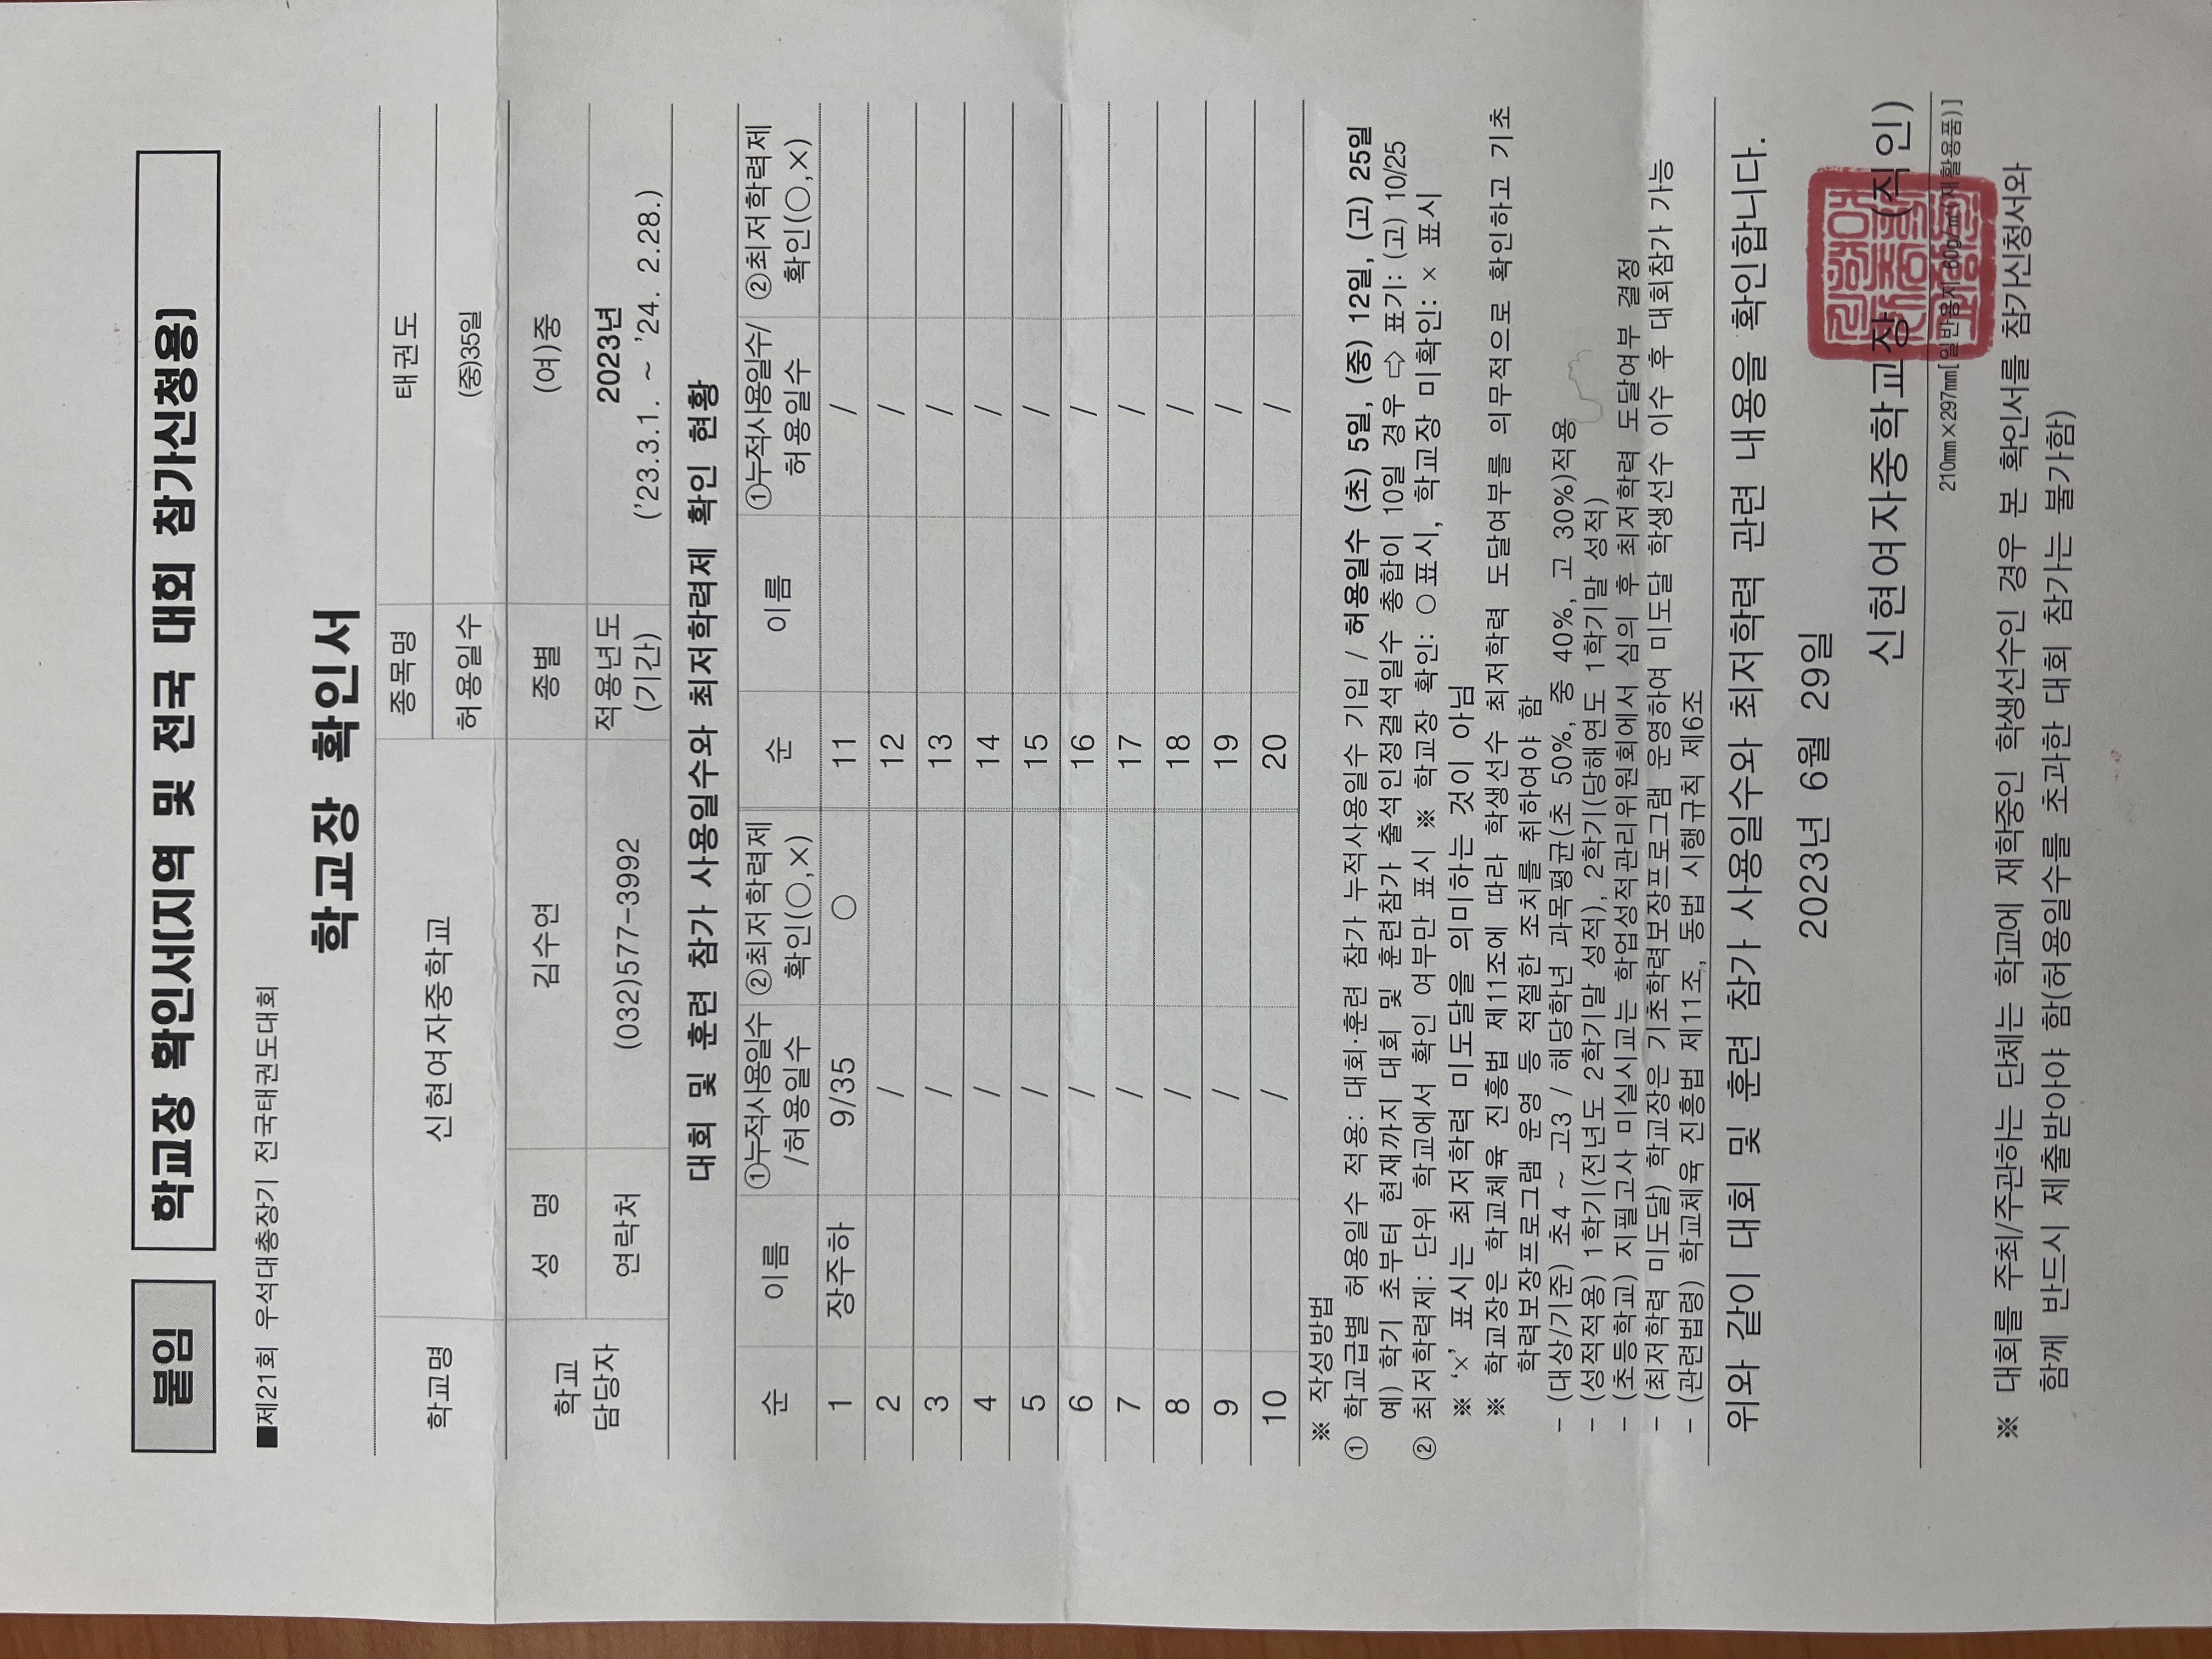 붙임 학교장 확인서(지역 및 전국 대회 참가신청용)
■제21회 우석대총장기 전국태권도대회
학교장 확인서
학교명 신현여자중학교 종목명 태권도
허용일수 (중)35일
학교 담당자 성 명 김수연 종별 (여)중
연락처 (032)577-3992 적용년도 (기간) 2023년 ('23.3.1. ~ '24. 2.28.)
대회 및 훈련 참가 사용일수와 최저학력제 확인 현황
순 이름 ①누적사용일수/허용일수 ②최저학력제 확인(○,×) 순 이름 ①누적사용일수/허용일수 ②최저학력제 확인(○,×)
1 장주하 9/35 ○ 11 /
2 / 12 /
3 / 13 /
4 / 14 /
5 / 15 /
6 / 16 /
7 / 17 /
8 / 18 /
9 / 19 /
10 / 20 /
※ 작성방법
① 학교급별 허용일수 적용: 대회·훈련 참가 누적사용일수 기입 / 허용일수 (초) 5일, (중) 12일, (고) 25일
예) 학기 초부터 현재까지 대회 및 훈련참가 출석인정결석일수 총합이 10일 경우 ⇨ 표기: (고) 10/25
② 최저학력제: 단위 학교에서 확인 여부만 표시 ※ 학교장 확인: ○표시, 학교장 미확인: × 표시
※ '×' 표시는 최저학력 미도달을 의미하는 것이 아님
※ 학교장은 학교체육 진흥법 제11조에 따라 학생선수 최저학력 도달여부를 의무적으로 확인하고 기초
학력보장프로그램 운영 등 적절한 조치를 취하여야 함
- (대상/기준) 초4 ~ 고3 / 해당학년 과목평균(초 50%, 중 40%, 고 30%)적용
- (성적적용) 1학기(전년도 2학기말 성적), 2학기(당해연도 1학기말 성적)
- (초등학교) 지필고사 미실시교는 학업성적관리위원회에서 심의 후 최저학력 도달여부 결정
- (최저학력 미도달) 학교장은 기초학력보장프로그램 운영하여 미도달 학생선수 이수 후 대회참가 가능
- (관련법령) 학교체육 진흥법 제11조, 동법 시행규칙 제6조
위와 같이 대회 및 훈련 참가 사용일수와 최저학력 관련 내용을 확인합니다.
2023년 6월 29일
신현여자중학교장 (직인)
210㎜×297㎜[일반용지 60g/㎡(재활용품)]
※ 대회를 주최/주관하는 단체는 학교에 재학중인 학생선수인 경우 본 확인서를 참가신청서와
함께 반드시 제출받아야 함(허용일수를 초과한 대회 참가는 불가함)